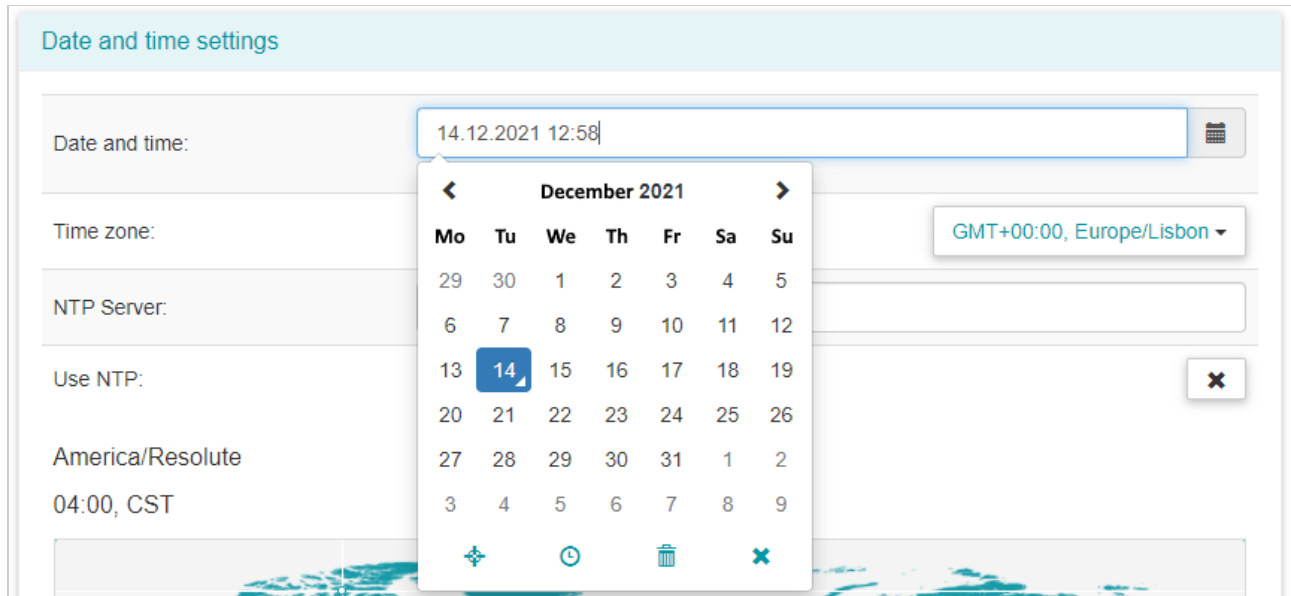 Date and time settings
Date and time:
14.12.2021 12:58
December 2021
Time zone:
GMT+00:00, Europe/Lisbon
Mo Tu We Th Fr Sa Su
29 30 1 2 3 4 5
NTP Server:
6 7 8 9 10 11 12
Use NTP:
13 14 15 16 17 18 19
20 21 22 23 24 25 26
America/Resolute
27 28 29 30 31 1 2
04:00, CST
3 4 5 6 7 8 9